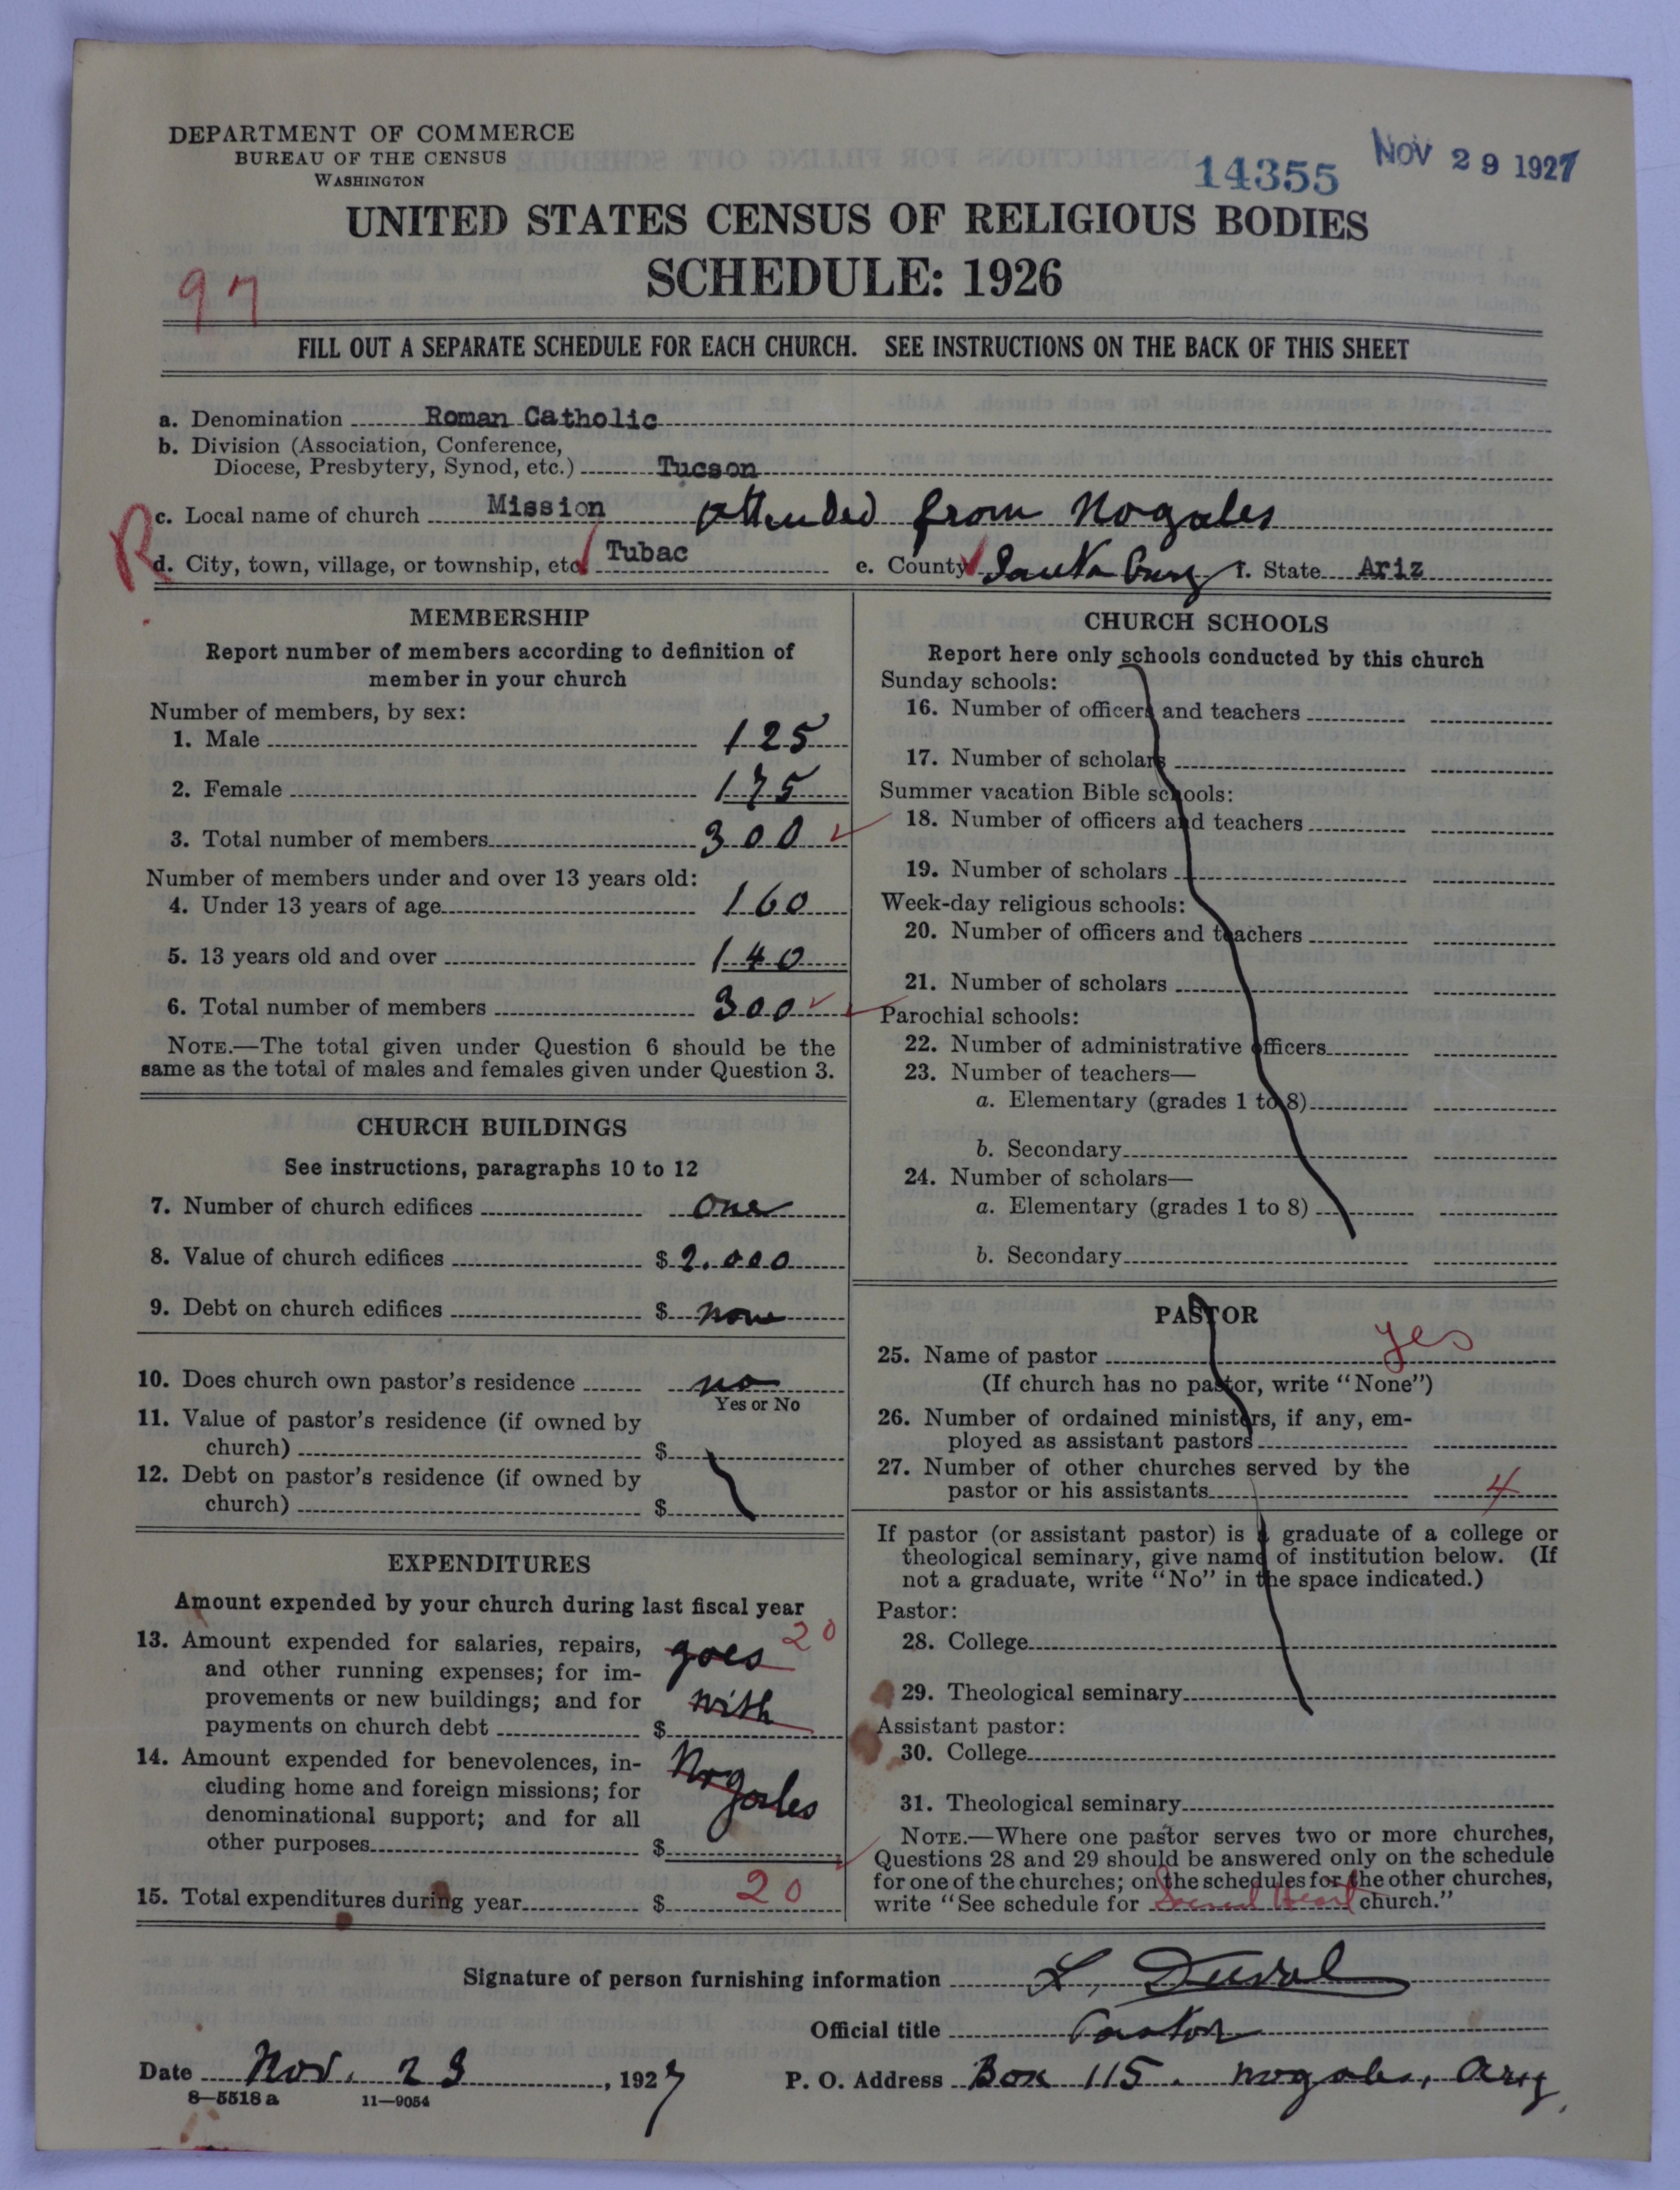 DEPARTMENT OF COMMERCE
BUREAU OF THE CENSUS
WASHINGTON
14355
NOV 29 1927
UNITED STATES CENSUS OF RELIGIOUS BODIES
SCHEDULE: 1926
97
FILL OUT A SEPARATE SCHEDULE FOR EACH CHURCH. SEE INSTRUCTIONS ON THE BACK OF THIS SHEET
a. Denomination Roman Catholic
b. Division (Association, Conference,
Diocese, Presbytery, Synod, etc.) Tucson
R
c. Local name of church Mission attended from Nogales
d. City, town, village, or township, etc. Tubac e. County Santa Cruz f. State Ariz
MEMBERSHIP
Report number of members according to definition of
member in your church
Number of members, by sex:
1. Male 125
2. Female 175
3. Total number of members 300
Number of members under and over 13 years old:
4. Under 13 years of age 160
5. 13 years old and over 140
6. Total number of members 300
NOTE.—The total given under Question 6 should be the
same as the total of males and females given under Question 3.
CHURCH BUILDINGS
See instructions, paragraphs 10 to 12
7. Number of church edifices one
8. Value of church edifices $ 2.000
9. Debt on church edifices $ none
10. Does church own pastor's residence no
Yes or No
11. Value of pastor's residence (if owned by
church) $
12. Debt on pastor's residence (if owned by
church) $
EXPENDITURES
Amount expended by your church during last fiscal year
13. Amount expended for salaries, repairs, goes 20
and other running expenses; for im-
provements or new buildings; and for with
payments on church debt $
14. Amount expended for benevolences, in- Nogales
cluding home and foreign missions; for
denominational support; and for all
other purposes $
15. Total expenditures during year $ 20
CHURCH SCHOOLS
Report here only schools conducted by this church
Sunday schools:
16. Number of officers and teachers
17. Number of scholars
Summer vacation Bible schools:
18. Number of officers and teachers
19. Number of scholars
Week-day religious schools:
20. Number of officers and teachers
21. Number of scholars
Parochial schools:
22. Number of administrative officers
23. Number of teachers—
a. Elementary (grades 1 to 8)
b. Secondary
24. Number of scholars—
a. Elementary (grades 1 to 8)
b. Secondary
PASTOR
25. Name of pastor yes
(If church has no pastor, write "None")
26. Number of ordained ministers, if any, em-
ployed as assistant pastors
27. Number of other churches served by the
pastor or his assistants 4
If pastor (or assistant pastor) is a graduate of a college or
theological seminary, give name of institution below. (If
not a graduate, write "No" in the space indicated.)
Pastor:
28. College
29. Theological seminary
Assistant pastor:
30. College
31. Theological seminary
NOTE.—Where one pastor serves two or more churches,
Questions 28 and 29 should be answered only on the schedule
for one of the churches; on the schedules for the other churches,
write "See schedule for Sacred Heart church."
Signature of person furnishing information L. Duval
Official title Pastor
Date Nov. 23, 1927 P. O. Address Box 115. Nogales, Ariz.
8—5518 a 11—9054